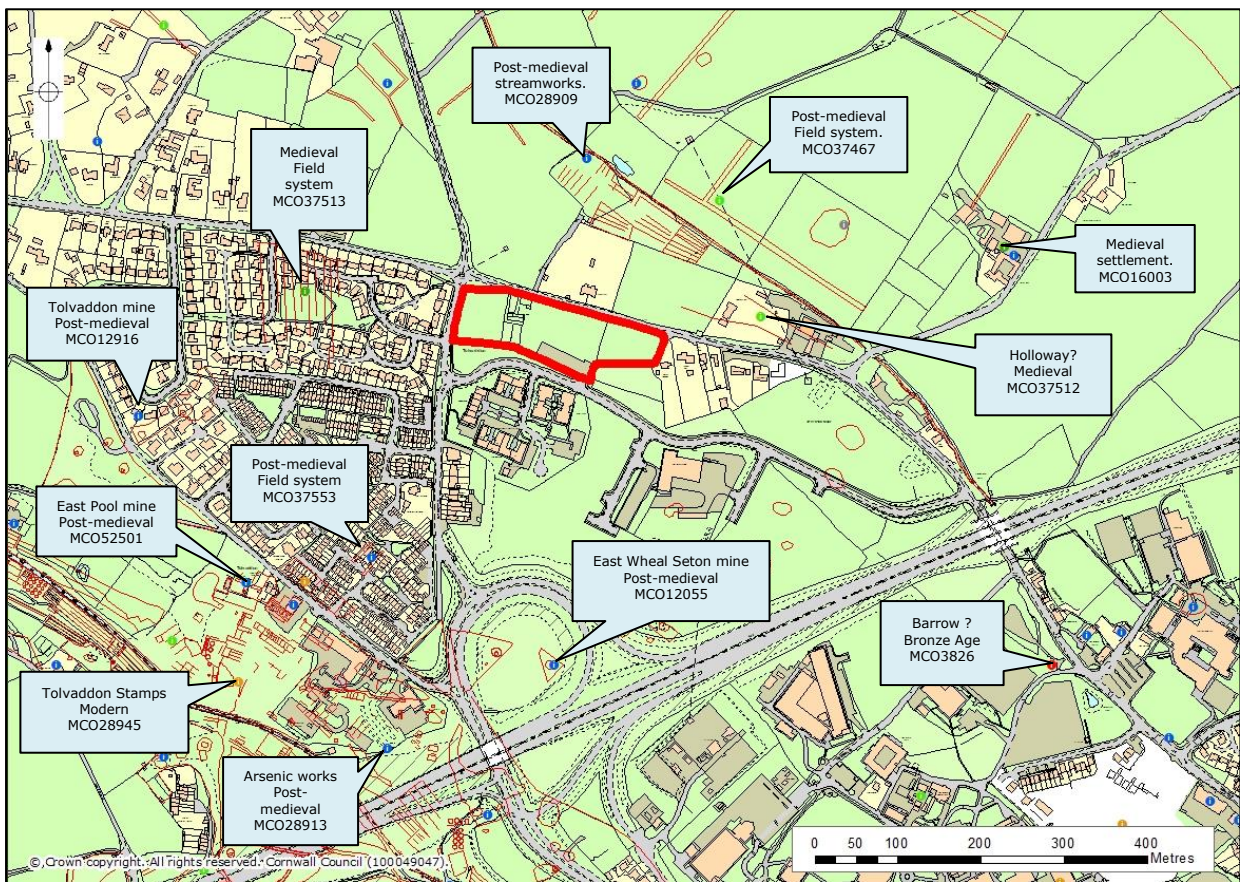 Post-medieval
streamworks.
MCO28909
Post-medieval
Field system.
MCO37467
Medieval
Field
system
MCO37513
Medieval
settlement.
MCO16003
Tolvaddon mine
Post-medieval
MCO12916
Holloway?
Medieval
MCO37512
Post-medieval
Field system
MCO37553
East Pool mine
Post-medieval
MCO52501
East Wheal Seton mine
Post-medieval
MCO12055
Barrow ?
Bronze Age
MCO3826
Tolvaddon Stamps
Modern
MCO28945
Arsenic works
Post-
medieval
MCO28913
0 50 100 200 300 400
Metres
© Crown copyright. All rights reserved. Cornwall Council (100049047).